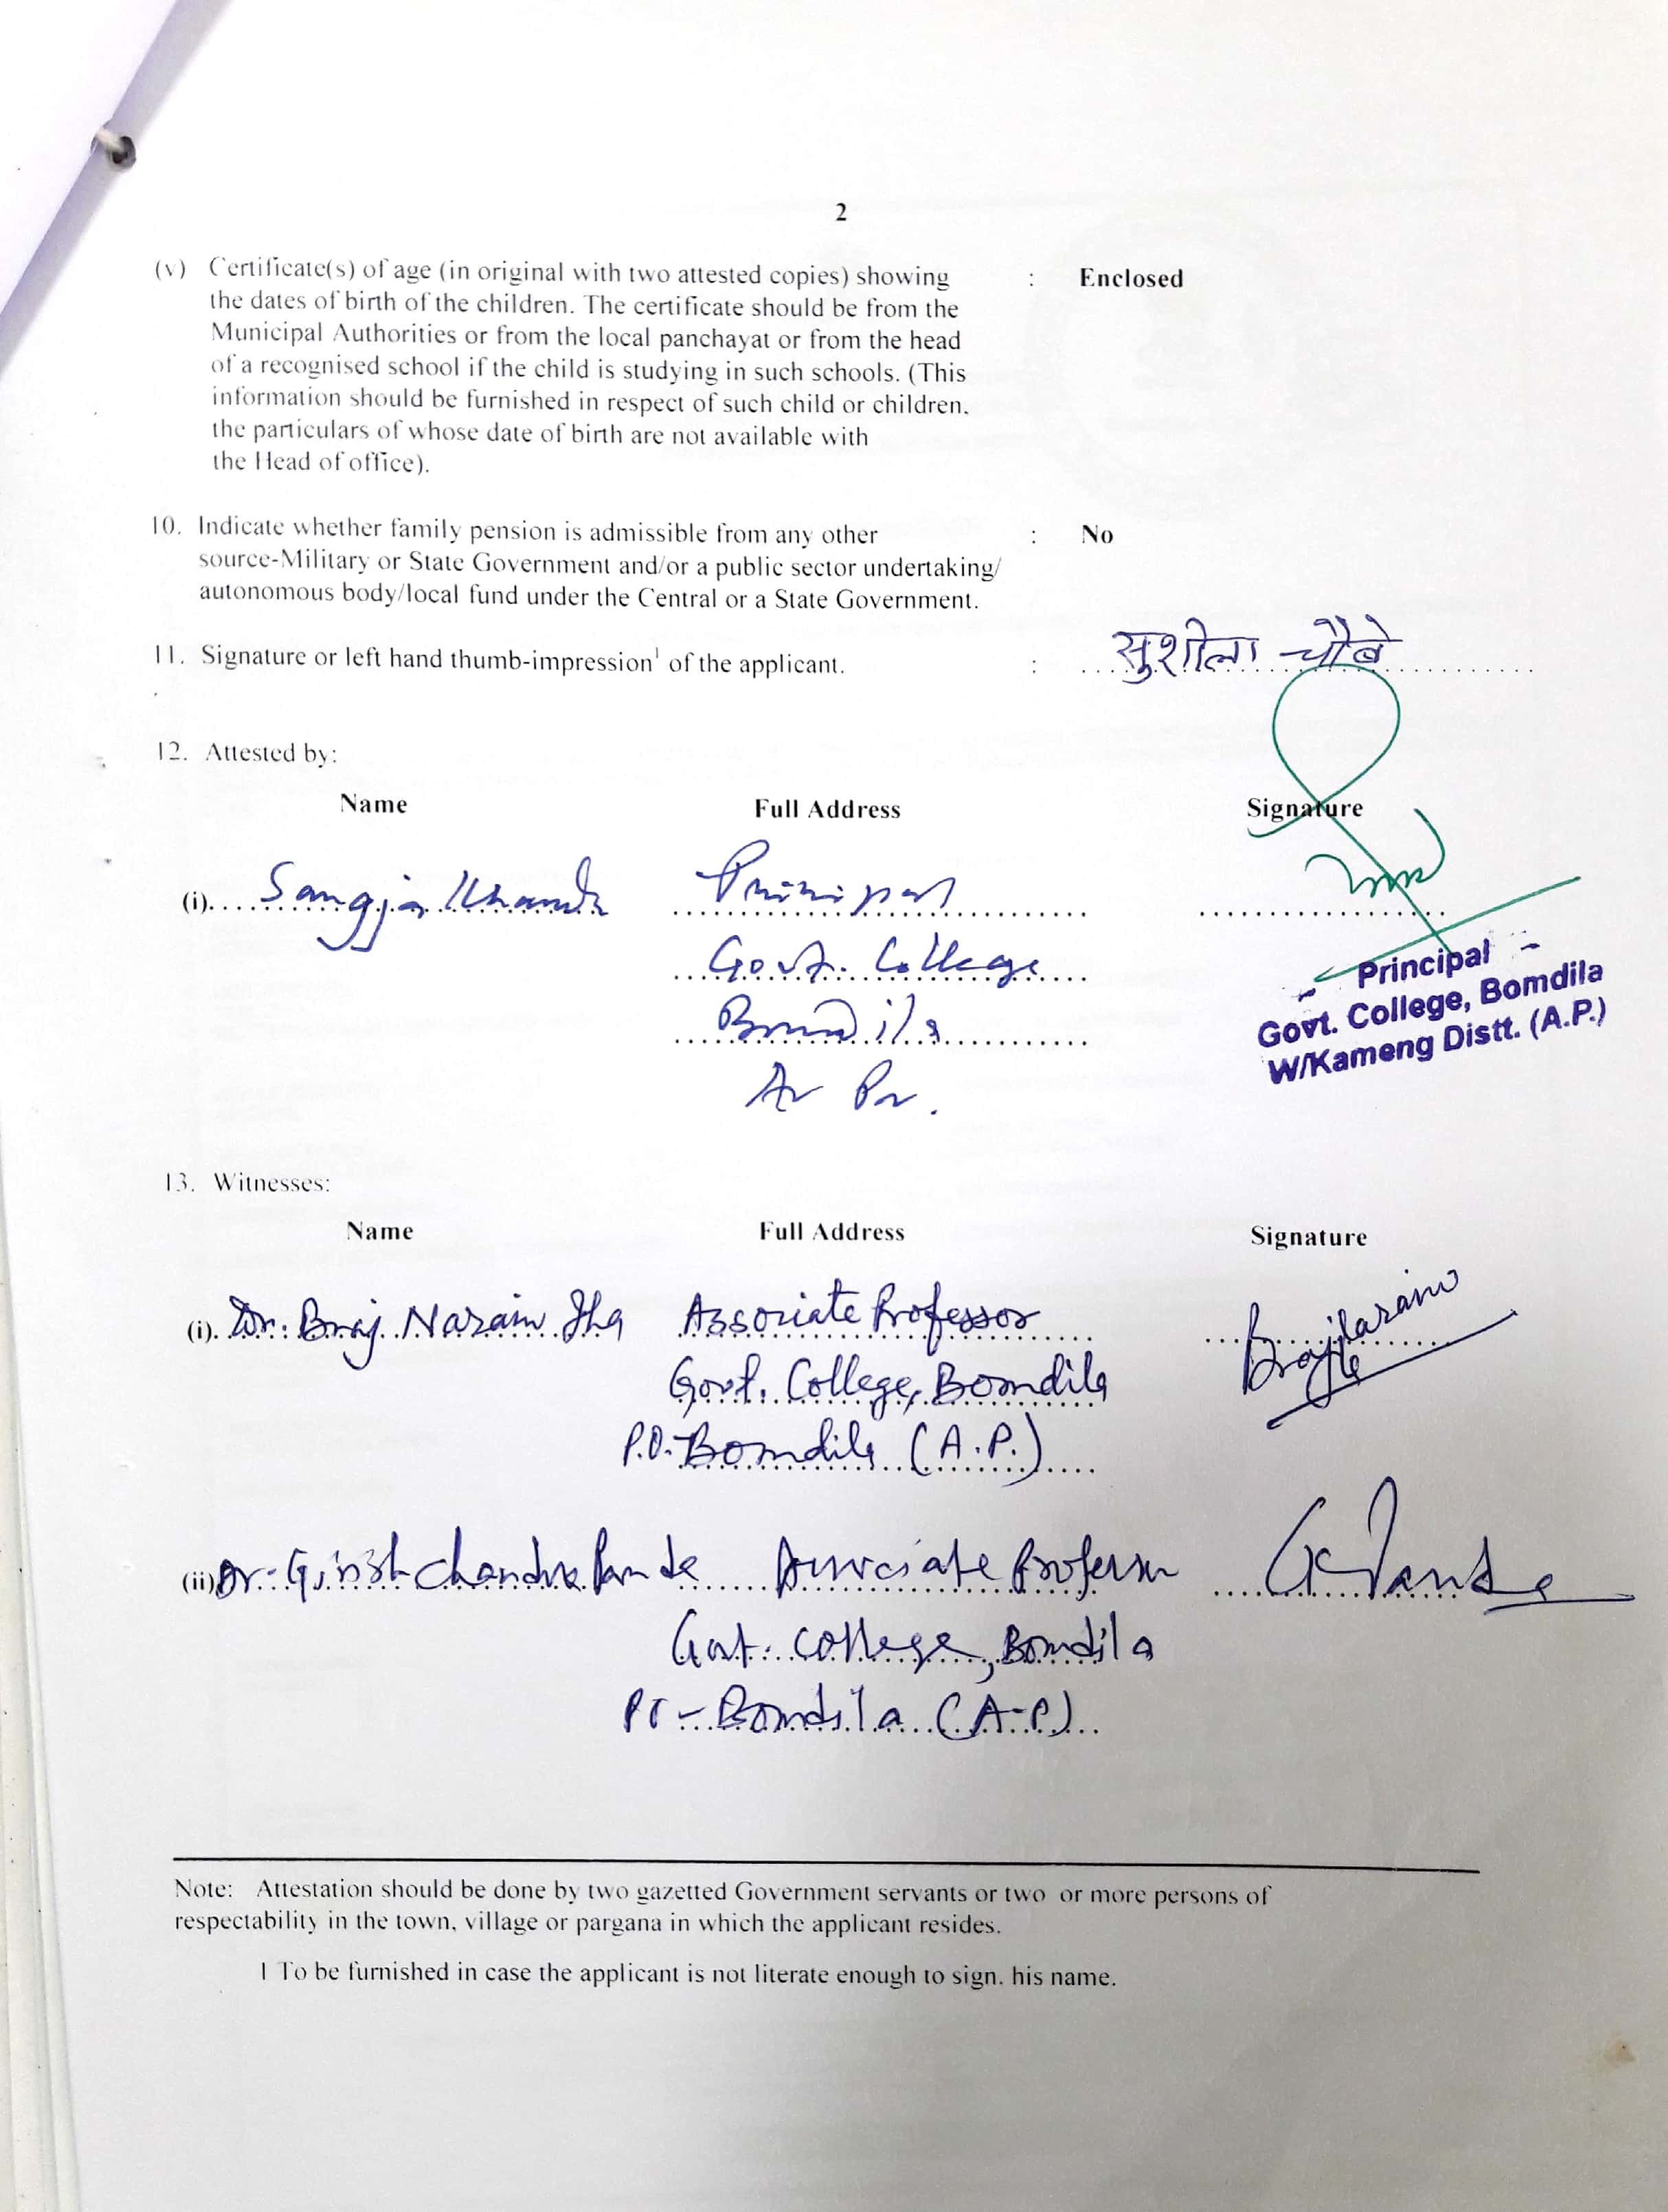 2
(v) Certificate(s) of age (in original with two attested copies) showing : Enclosed
the dates of birth of the children. The certificate should be from the
Municipal Authorities or from the local panchayat or from the head
of a recognised school if the child is studying in such schools. (This
information should be furnished in respect of such child or children.
the particulars of whose date of birth are not available with
the Head of office).
10. Indicate whether family pension is admissible from any other : No
source-Military or State Government and/or a public sector undertaking/
autonomous body/local fund under the Central or a State Government.
11. Signature or left hand thumb-impression¹ of the applicant. : सुशीला चौबे
12. Attested by:
Name Full Address Signature
(i). Sangja Principal
Govt. College
Bomdila
Ar Pr.
Principal
Govt. College, Bomdila
W/Kameng Distt. (A.P.)
13. Witnesses:
Name Full Address Signature
(i). Dr. Braj Narain Jha Associate Professor Brajnarain
Govt. College, Bomdila
P.O. Bomdila (A.P.)
(ii) Dr. Girish Chandra Pande Associate Professor GC Pande
Govt. College, Bomdila
PO - Bomdila (A.P)
Note: Attestation should be done by two gazetted Government servants or two or more persons of
respectability in the town, village or pargana in which the applicant resides.
1 To be furnished in case the applicant is not literate enough to sign. his name.